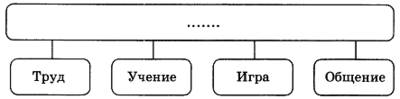 .......
Труд Учение Игра Общение